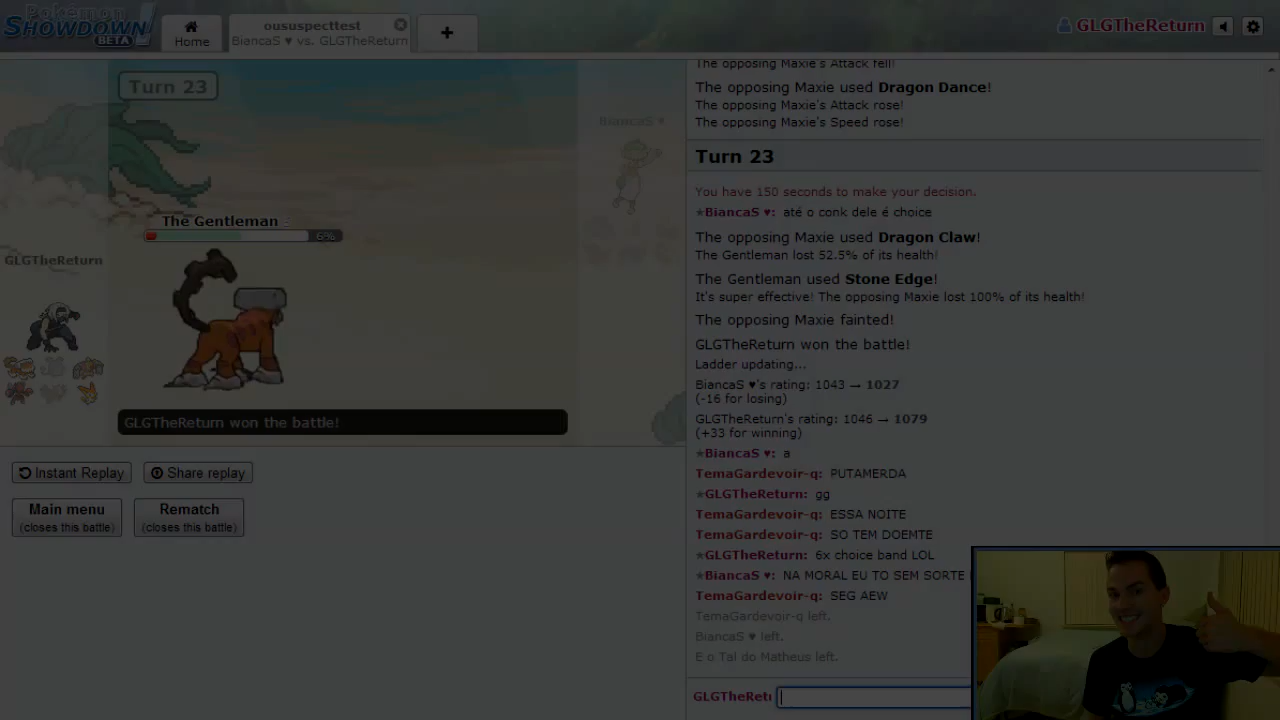 Pokémon
SHOWDOWN!
BETA
Home
oususpecttest
BiancaS ♥ vs. GLGTheReturn
+
GLGTheReturn
Turn 23
BiancaS ♥
The Gentleman
6%
GLGTheReturn
GLGTheReturn won the battle!
Instant Replay
Share replay
Main menu
(closes this battle)
Rematch
(closes this battle)
The opposing Maxie's Attack fell!
The opposing Maxie used Dragon Dance!
The opposing Maxie's Attack rose!
The opposing Maxie's Speed rose!
Turn 23
You have 150 seconds to make your decision.
★BiancaS ♥: até o conk dele é choice
The opposing Maxie used Dragon Claw!
The Gentleman lost 52.5% of its health!
The Gentleman used Stone Edge!
It's super effective! The opposing Maxie lost 100% of its health!
The opposing Maxie fainted!
GLGTheReturn won the battle!
Ladder updating...
BiancaS ♥'s rating: 1043 → 1027
(-16 for losing)
GLGTheReturn's rating: 1046 → 1079
(+33 for winning)
★BiancaS ♥: a
TemaGardevoir-q: PUTAMERDA
★GLGTheReturn: gg
TemaGardevoir-q: ESSA NOITE
TemaGardevoir-q: SO TEM DOEMTE
★GLGTheReturn: 6x choice band LOL
★BiancaS ♥: NA MORAL EU TO SEM SORTE
TemaGardevoir-q: SEG AEW
TemaGardevoir-q left.
BiancaS ♥ left.
E o Tal do Matheus left.
GLGTheRet